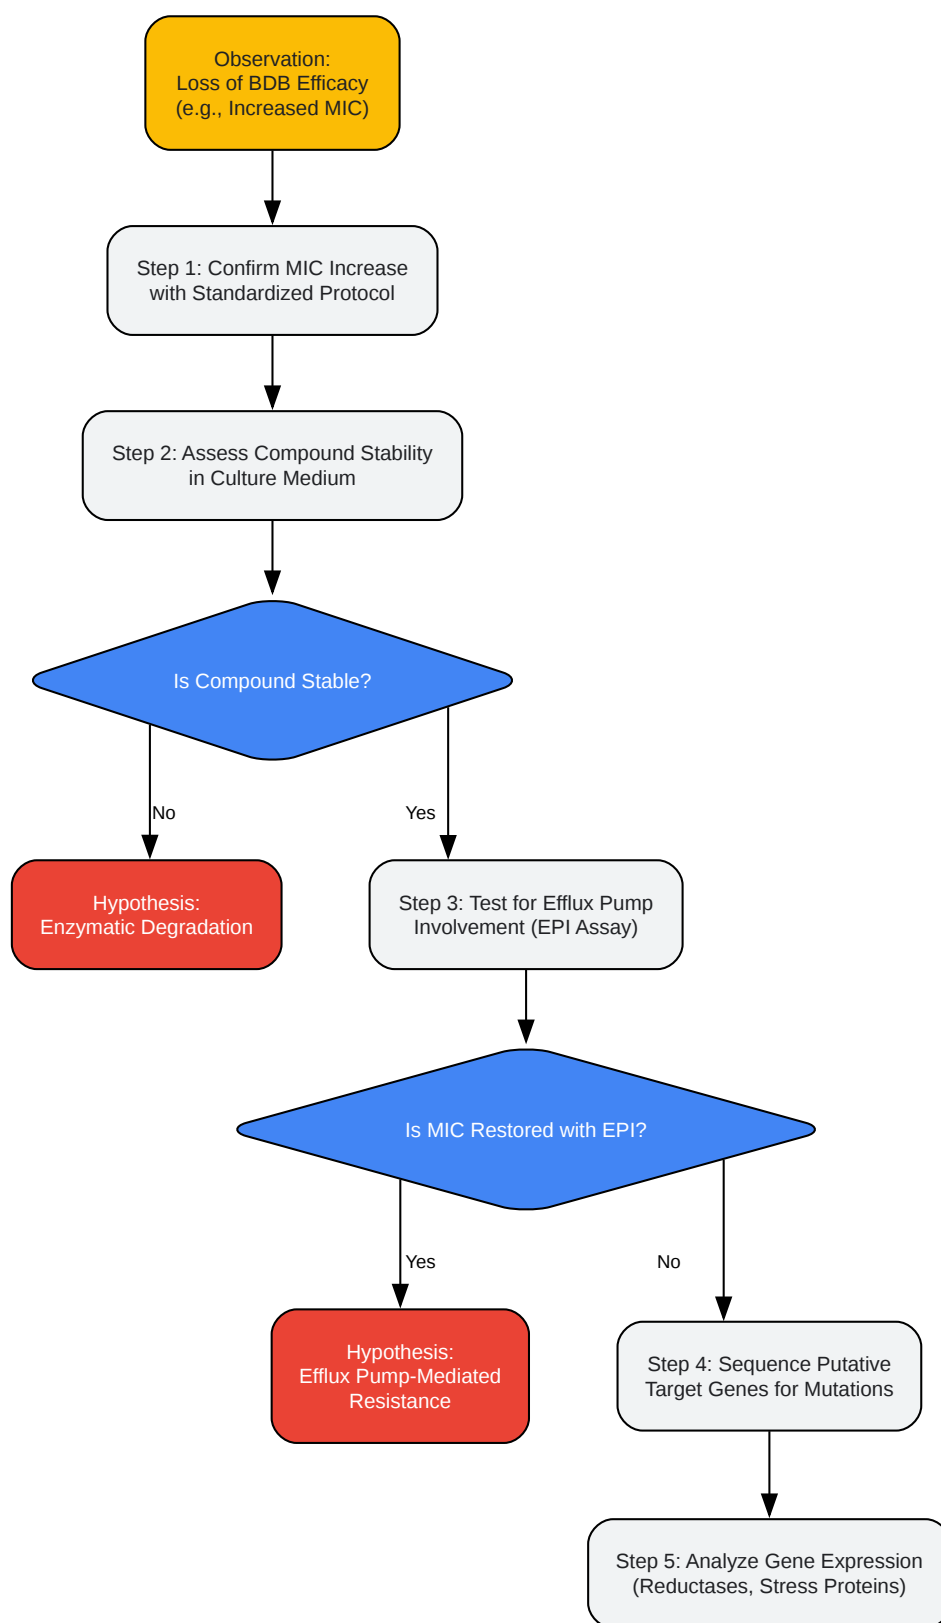 Observation:
Loss of BDB Efficacy
(e.g., Increased MIC)
Step 1: Confirm MIC Increase
with Standardized Protocol
Step 2: Assess Compound Stability
in Culture Medium
Is Compound Stable?
No
Yes
Hypothesis:
Enzymatic Degradation
Step 3: Test for Efflux Pump
Involvement (EPI Assay)
Is MIC Restored with EPI?
Yes
No
Hypothesis:
Efflux Pump-Mediated
Resistance
Step 4: Sequence Putative
Target Genes for Mutations
Step 5: Analyze Gene Expression
(Reductases, Stress Proteins)